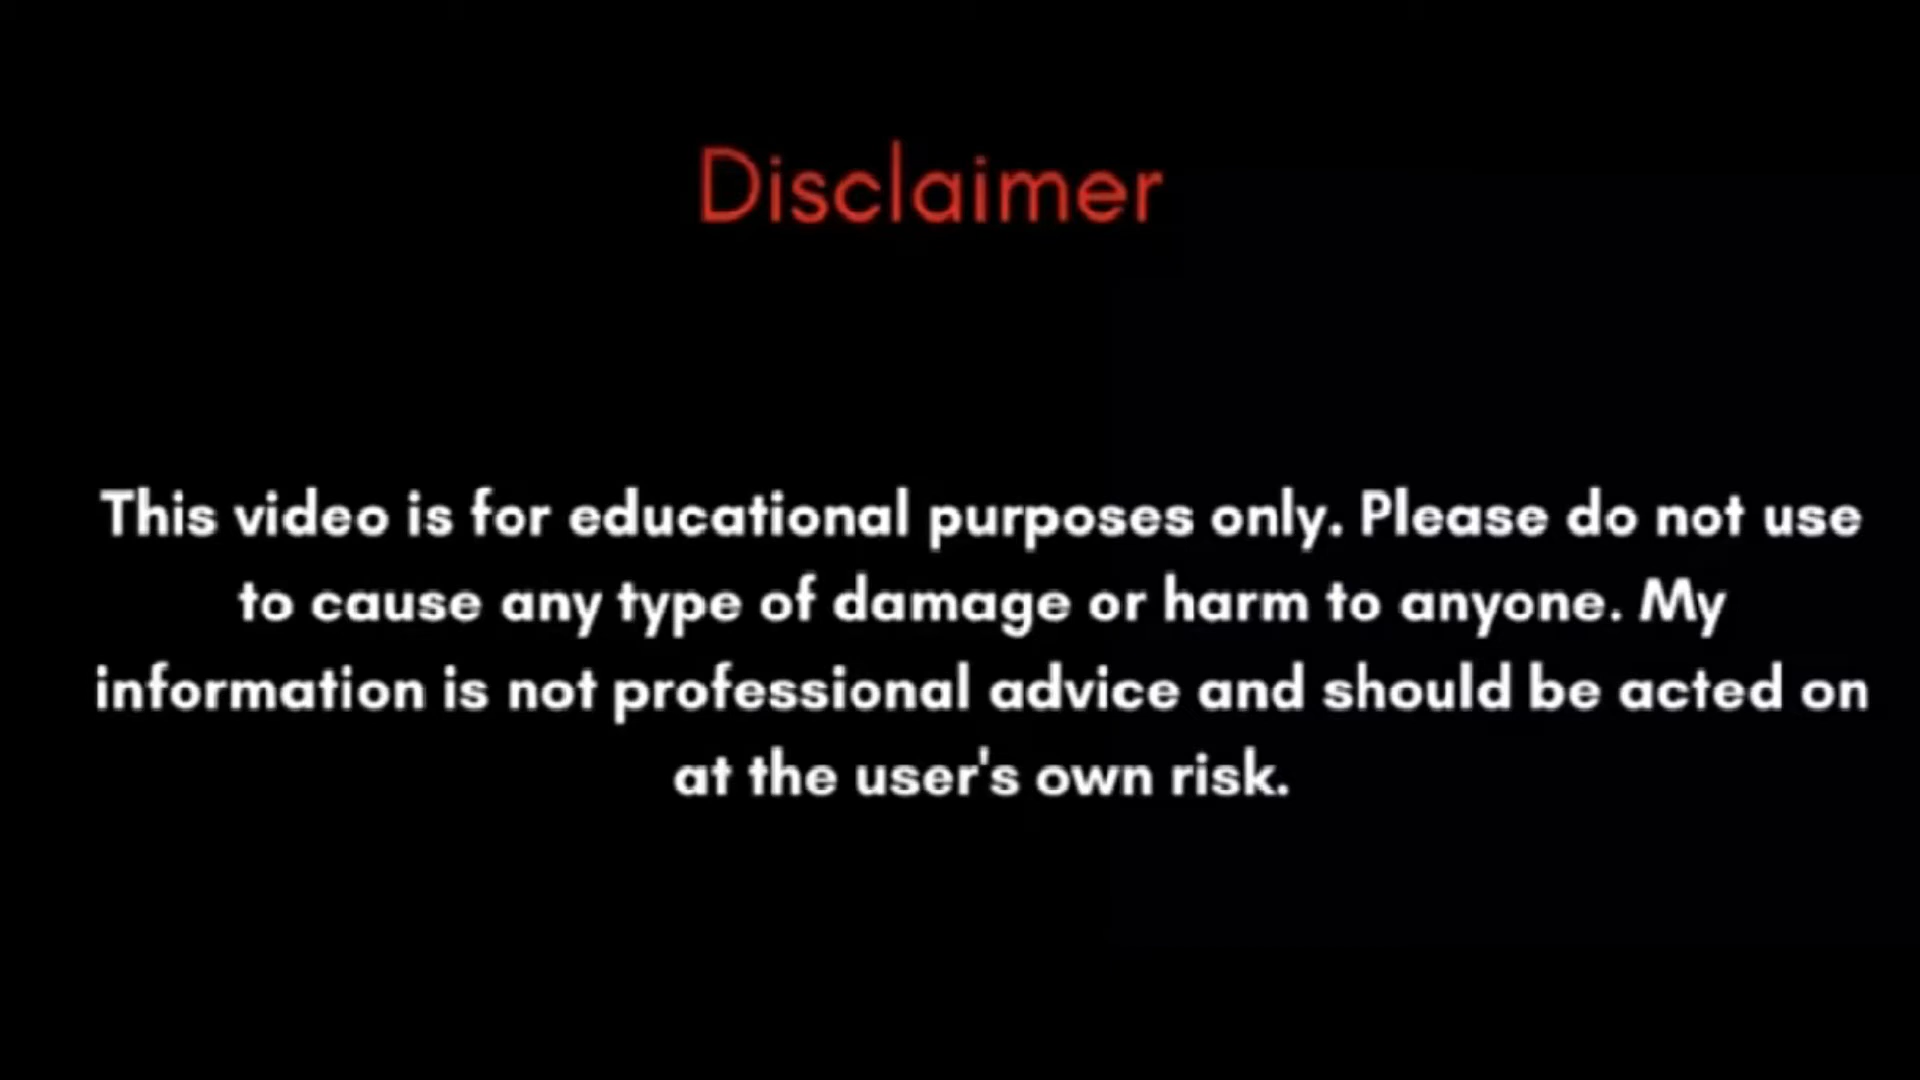 Disclaimer
This video is for educational purposes only. Please do not use
to cause any type of damage or harm to anyone. My
information is not professional advice and should be acted on
at the user's own risk.